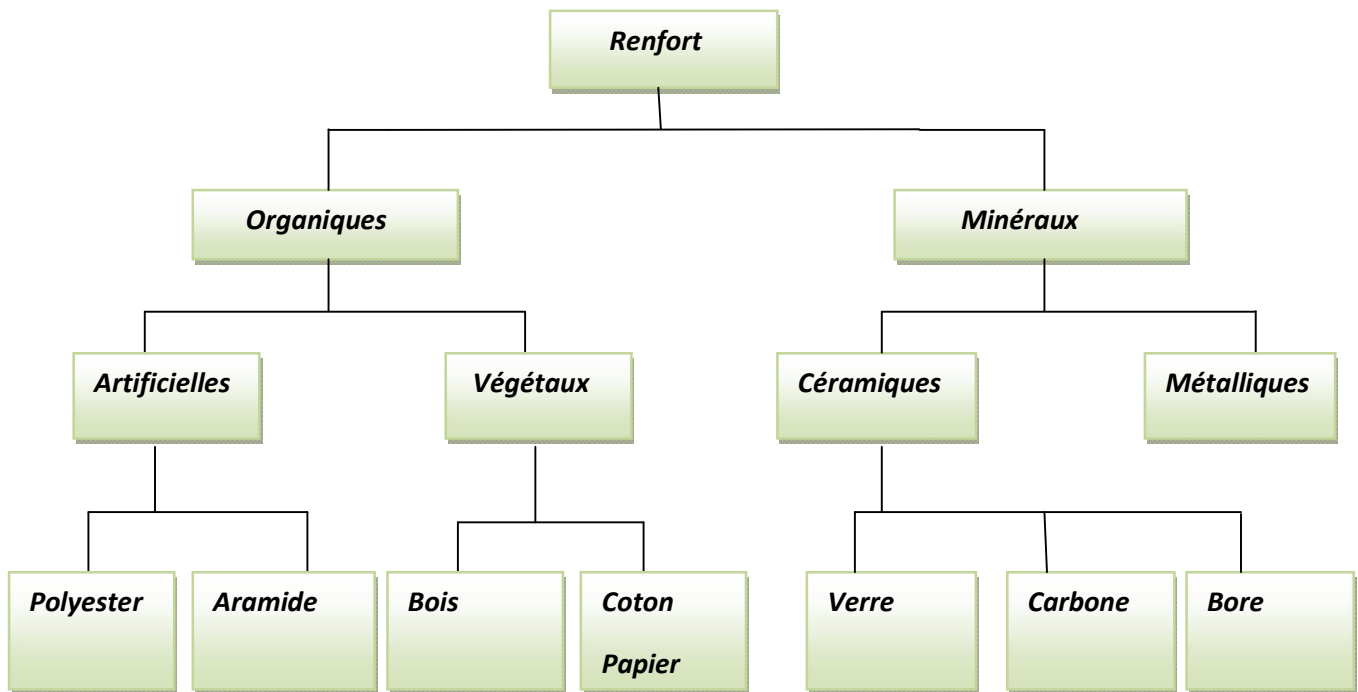 Renfort
Organiques
Minéraux
Artificielles
Végétaux
Céramiques
Métalliques
Polyester
Aramide
Bois
Coton
Papier
Verre
Carbone
Bore